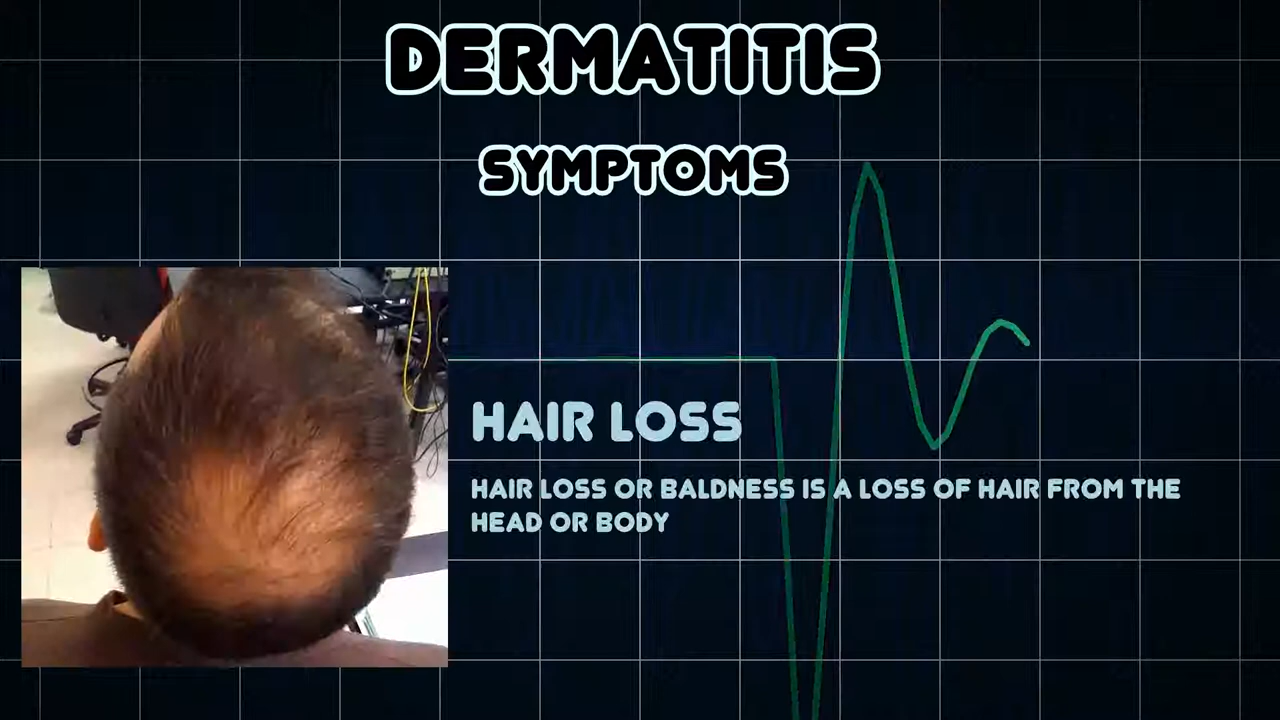 DERMATITIS
SYMPTOMS
HAIR LOSS
HAIR LOSS OR BALDNESS IS A LOSS OF HAIR FROM THE
HEAD OR BODY